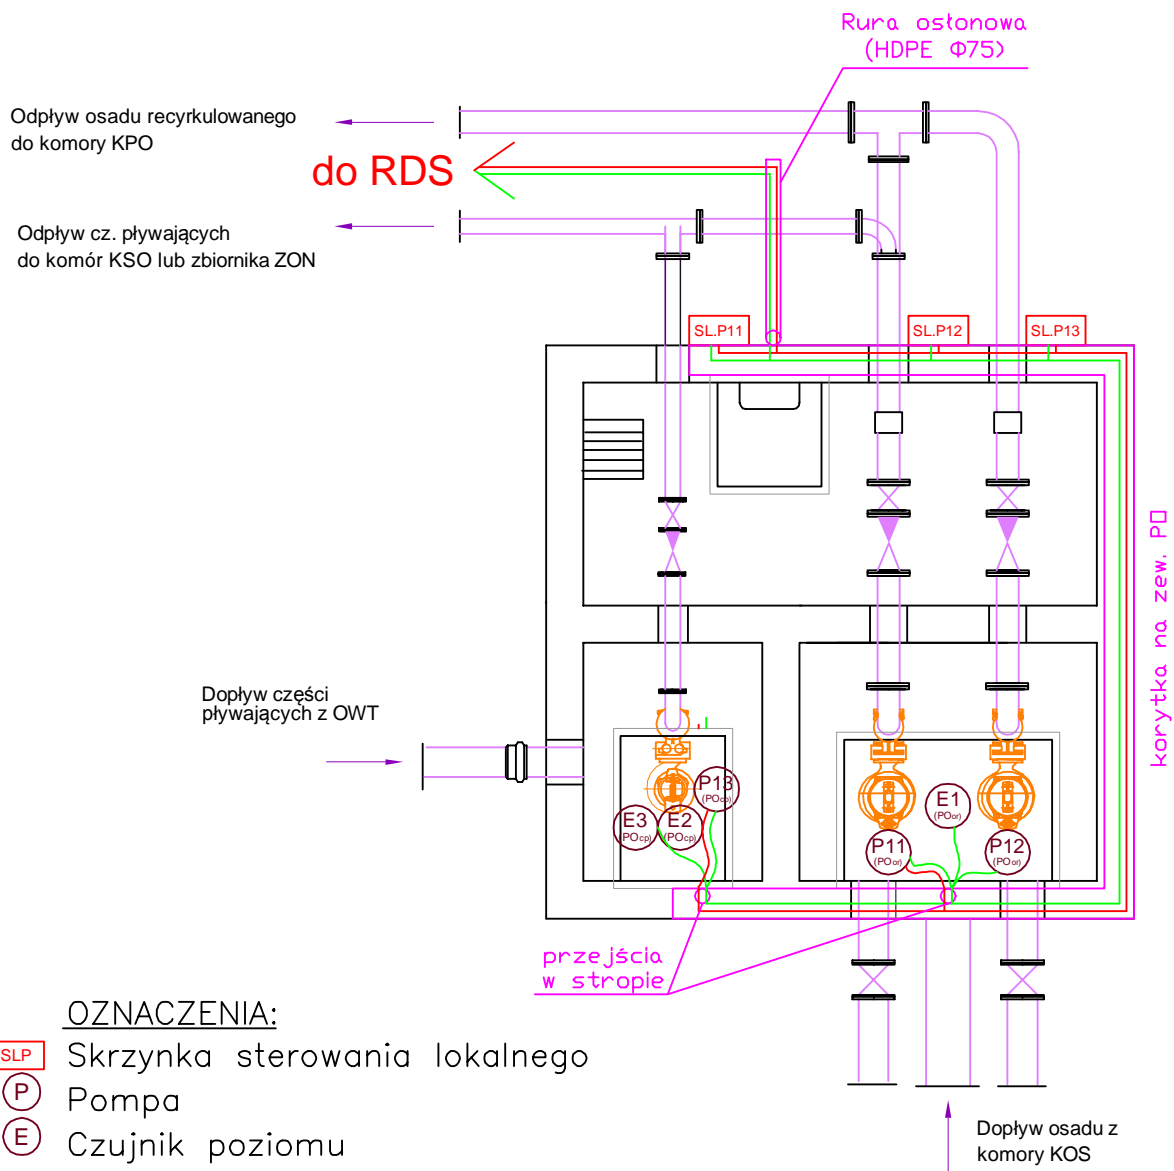 Rura osłonowa
(HDPE Φ75)
Odpływ osadu recyrkulowanego
do komory KPO
do RDS
Odpływ cz. pływających
do komór KSO lub zbiornika ZON
SL.P11
SL.P12
SL.P13
korytka na zew. P□
Dopływ części
pływających z OWT
P13
(POcp)
E3
(POcp)
E2
(POcp)
E1
(POor)
P11
(POor)
P12
(POor)
przejścia
w stropie
OZNACZENIA:
SLP Skrzynka sterowania lokalnego
P Pompa
E Czujnik poziomu
Dopływ osadu z
komory KOS